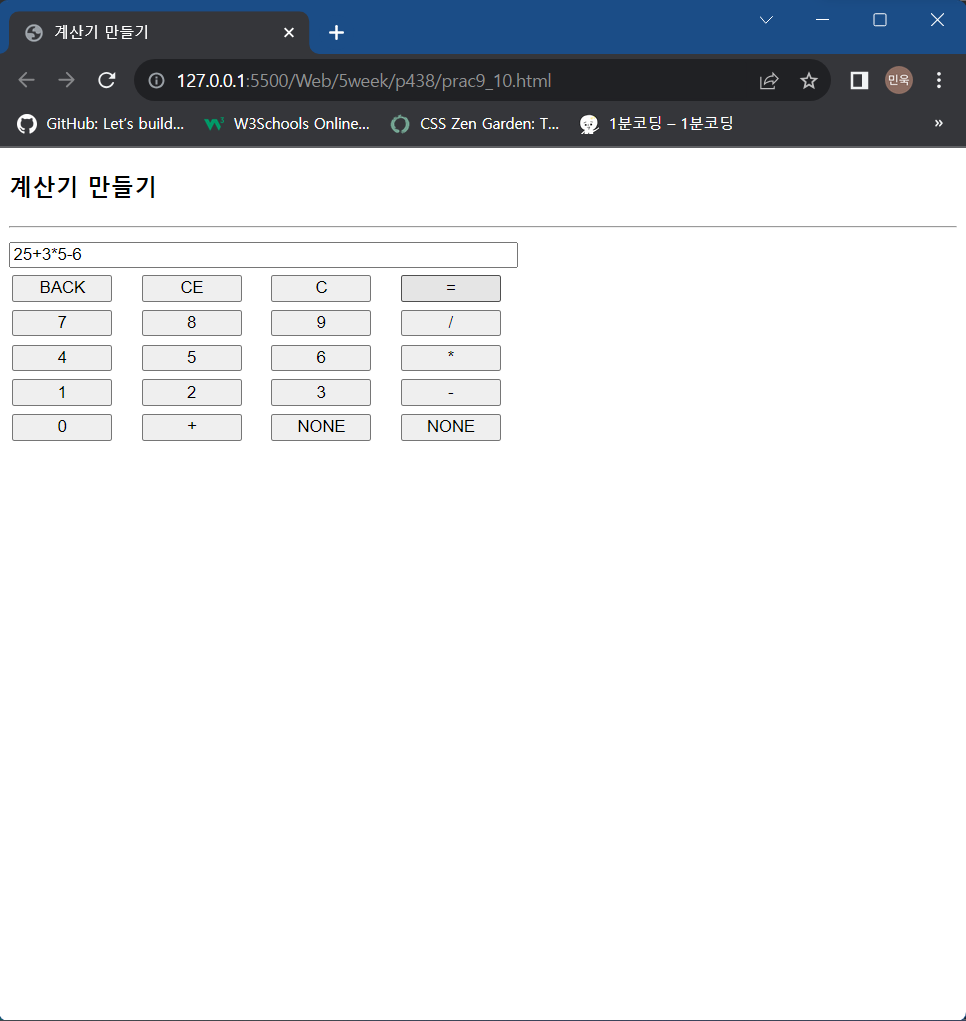 계산기 만들기
127.0.0.1:5500/Web/5week/p438/prac9_10.html
민욱
GitHub: Let's build... W3Schools Online... CSS Zen Garden: T... 1분코딩 – 1분코딩 »
계산기 만들기
25+3*5-6
BACK CE C =
7 8 9 /
4 5 6 *
1 2 3 -
0 + NONE NONE